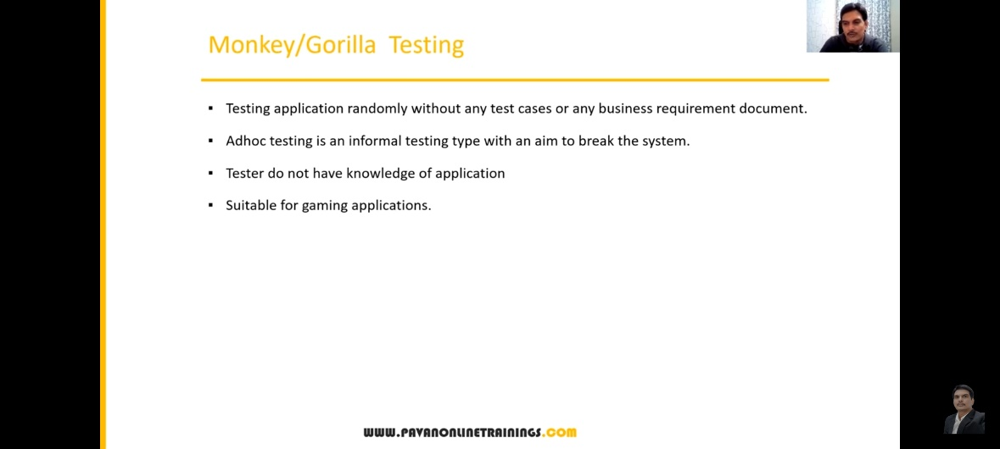 Monkey/Gorilla Testing
▪ Testing application randomly without any test cases or any business requirement document.
▪ Adhoc testing is an informal testing type with an aim to break the system.
▪ Tester do not have knowledge of application
▪ Suitable for gaming applications.
WWW.PAVANONLINETRAININGS.COM